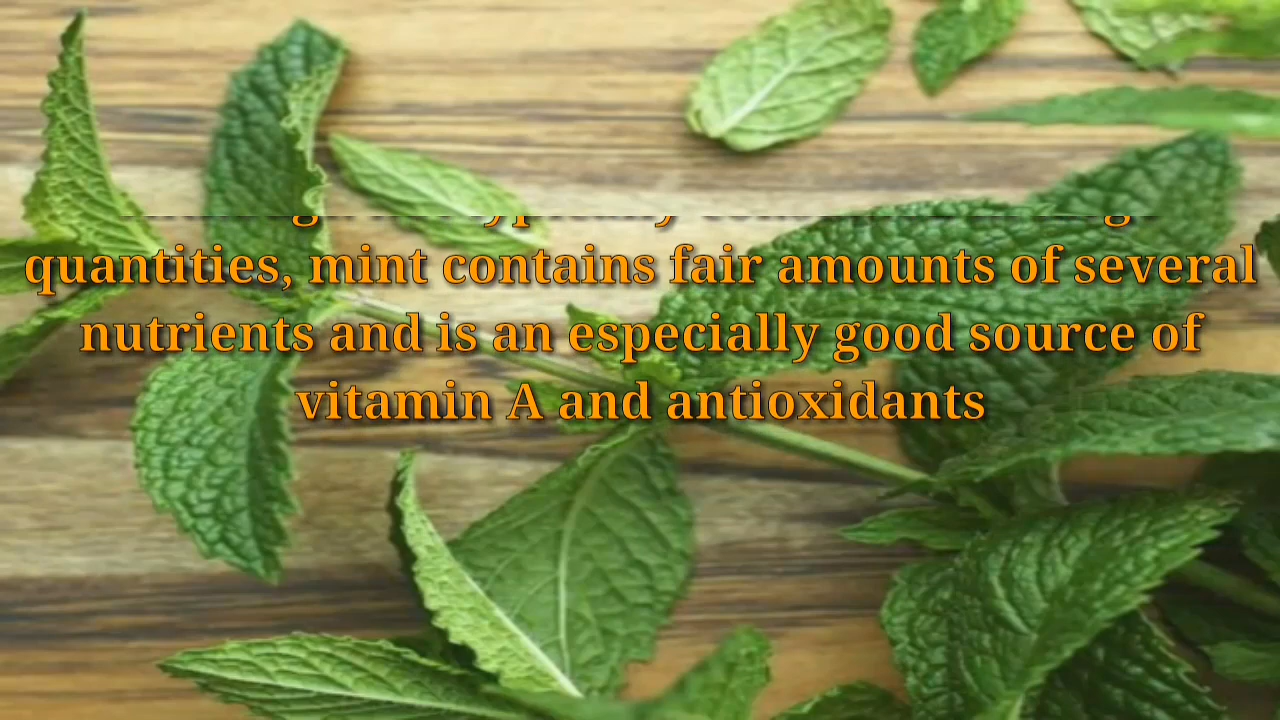 quantities, mint contains fair amounts of several
nutrients and is an especially good source of
vitamin A and antioxidants